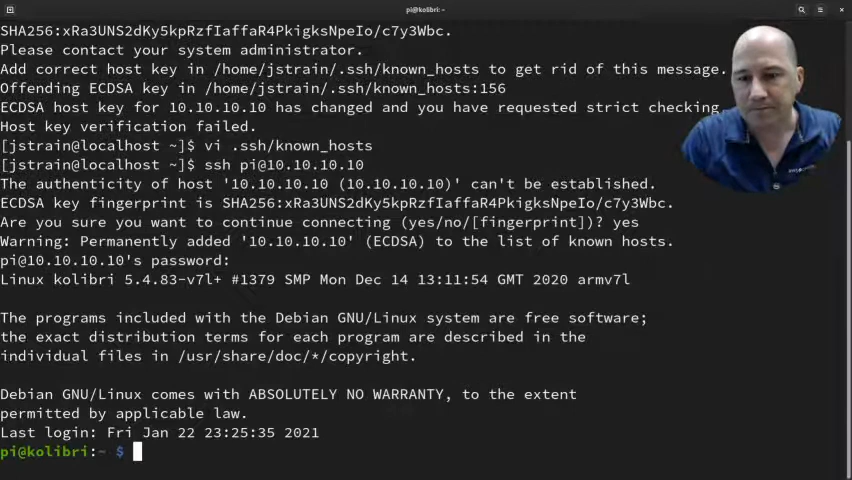 pi@kolibri: ~
SHA256:xRa3UNS2dKy5kpRzfIaffaR4PkigksNpeIo/c7y3Wbc.
Please contact your system administrator.
Add correct host key in /home/jstrain/.ssh/known_hosts to get rid of this message.
Offending ECDSA key in /home/jstrain/.ssh/known_hosts:156
ECDSA host key for 10.10.10.10 has changed and you have requested strict checking.
Host key verification failed.
[jstrain@localhost ~]$ vi .ssh/known_hosts
[jstrain@localhost ~]$ ssh pi@10.10.10.10
The authenticity of host '10.10.10.10 (10.10.10.10)' can't be established.
ECDSA key fingerprint is SHA256:xRa3UNS2dKy5kpRzfIaffaR4PkigksNpeIo/c7y3Wbc.
Are you sure you want to continue connecting (yes/no/[fingerprint])? yes
Warning: Permanently added '10.10.10.10' (ECDSA) to the list of known hosts.
pi@10.10.10.10's password:
Linux kolibri 5.4.83-v7l+ #1379 SMP Mon Dec 14 13:11:54 GMT 2020 armv7l
The programs included with the Debian GNU/Linux system are free software;
the exact distribution terms for each program are described in the
individual files in /usr/share/doc/*/copyright.
Debian GNU/Linux comes with ABSOLUTELY NO WARRANTY, to the extent
permitted by applicable law.
Last login: Fri Jan 22 23:25:35 2021
pi@kolibri:~ $